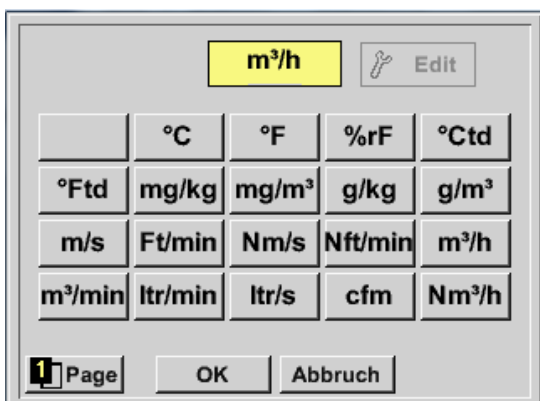 m³/h Edit
°C °F %rF °Ctd
°Ftd mg/kg mg/m³ g/kg g/m³
m/s Ft/min Nm/s Nft/min m³/h
m³/min ltr/min ltr/s cfm Nm³/h
1 Page OK Abbruch